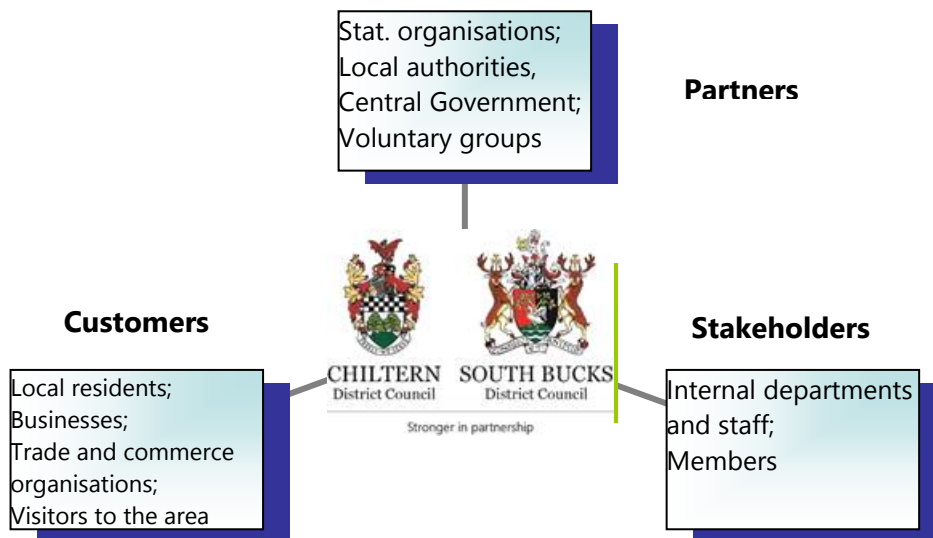 Stat. organisations;
Local authorities,
Central Government;
Voluntary groups
Partners
Customers
Local residents;
Businesses;
Trade and commerce
organisations;
Visitors to the area
CHILTERN
District Council
SOUTH BUCKS
District Council
Stronger in partnership
Stakeholders
Internal departments
and staff;
Members